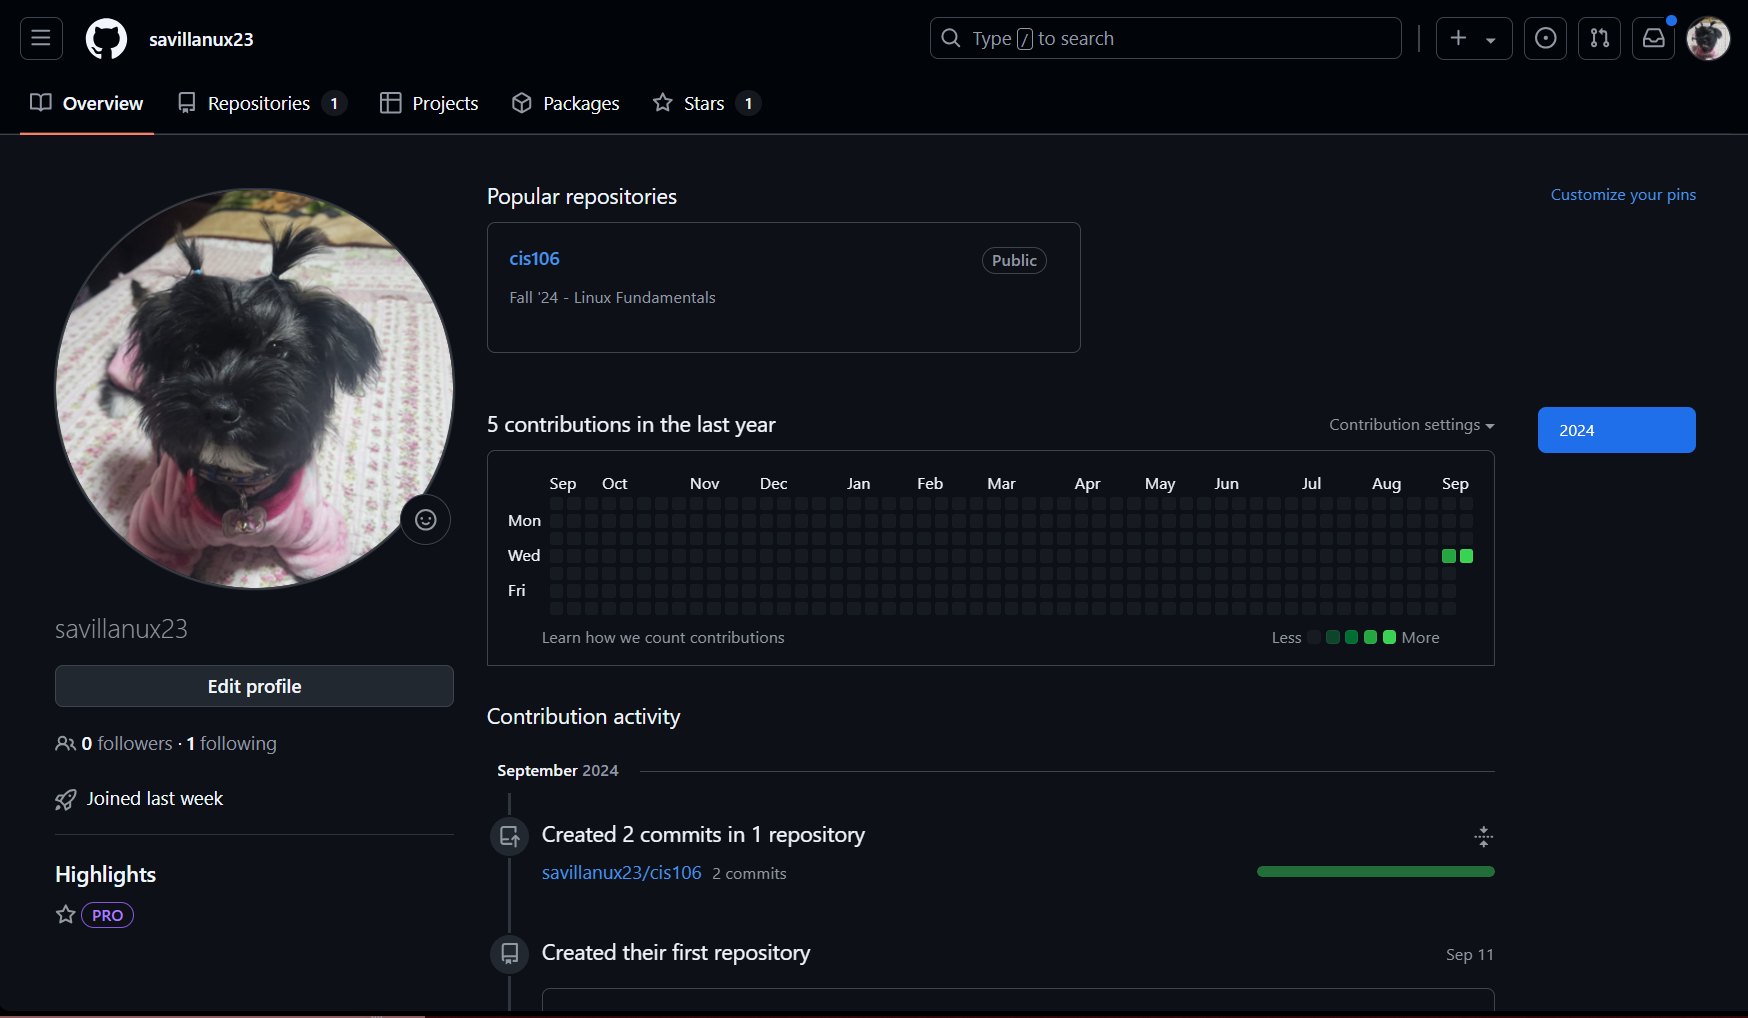 savillanux23
Type / to search
Overview
Repositories 1
Projects
Packages
Stars 1
Popular repositories
Customize your pins
cis106
Public
Fall '24 - Linux Fundamentals
5 contributions in the last year
Contribution settings
2024
Sep Oct Nov Dec Jan Feb Mar Apr May Jun Jul Aug Sep
Mon
Wed
Fri
Learn how we count contributions
Less
More
savillanux23
Edit profile
0 followers · 1 following
Joined last week
Highlights
PRO
Contribution activity
September 2024
Created 2 commits in 1 repository
savillanux23/cis106 2 commits
Created their first repository
Sep 11